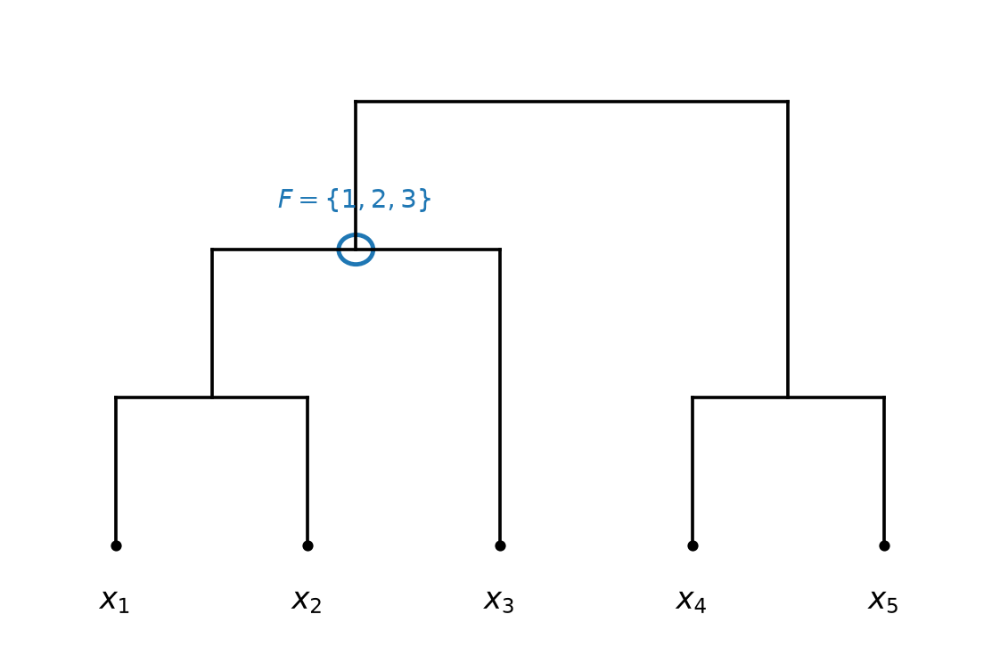 F = {1, 2, 3}
x₁ x₂ x₃ x₄ x₅